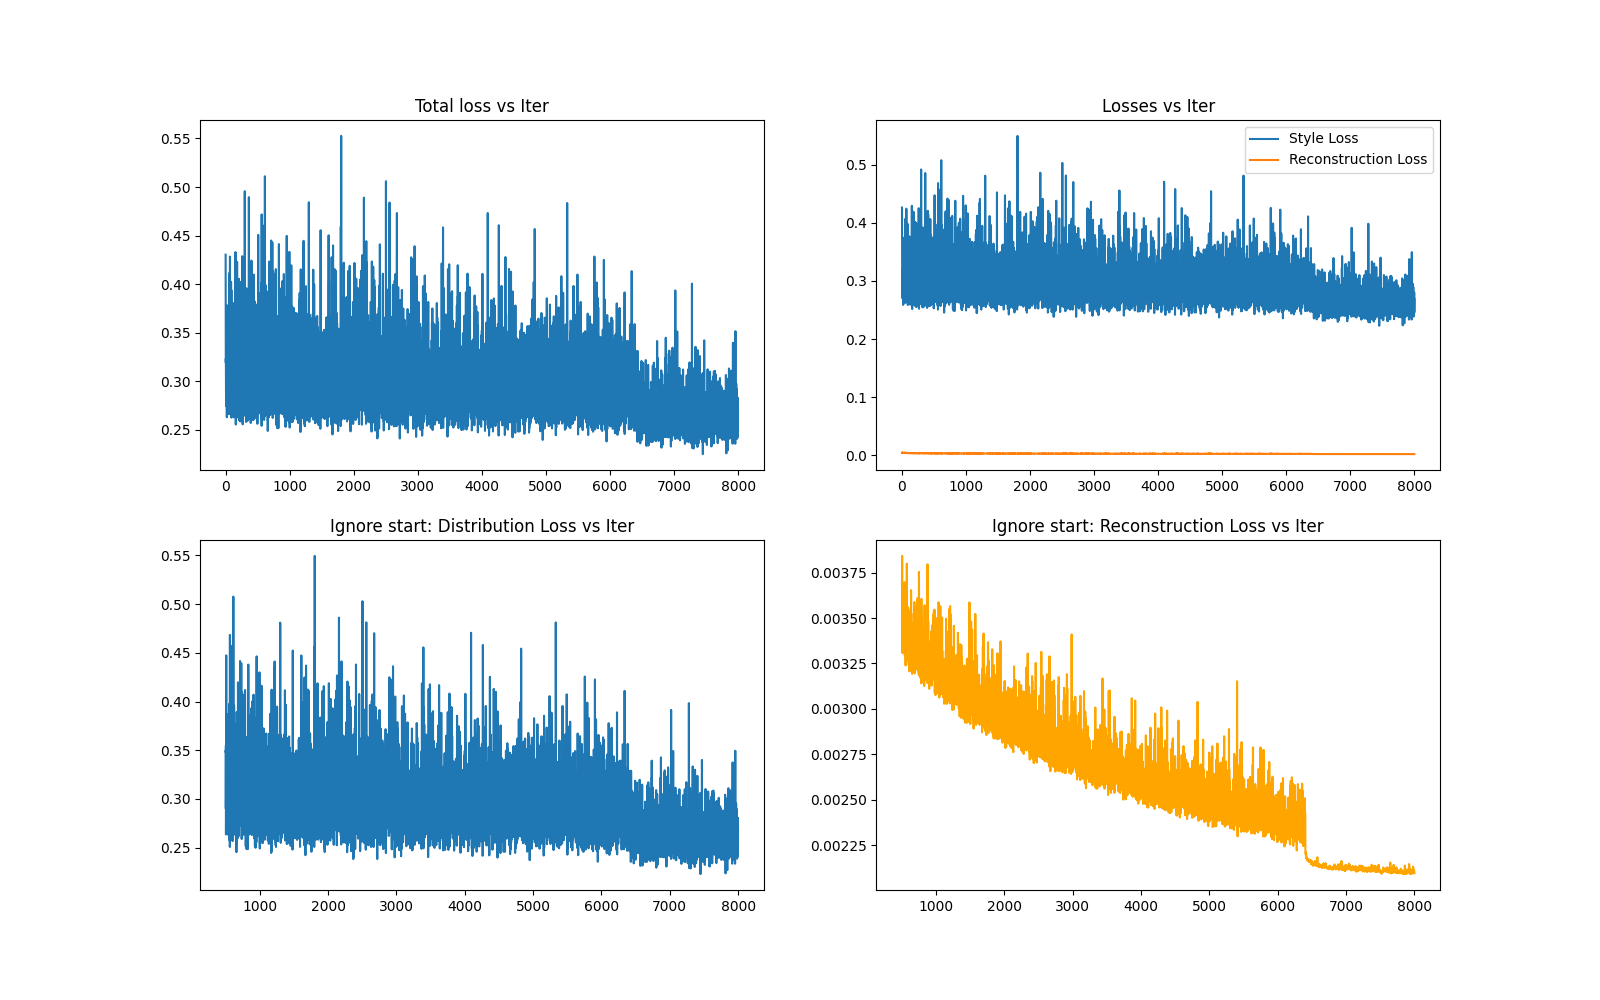 Total loss vs Iter
0.55
0.50
0.45
0.40
0.35
0.30
0.25
0 1000 2000 3000 4000 5000 6000 7000 8000
Losses vs Iter
Style Loss
Reconstruction Loss
0.5
0.4
0.3
0.2
0.1
0.0
0 1000 2000 3000 4000 5000 6000 7000 8000
Ignore start: Distribution Loss vs Iter
0.55
0.50
0.45
0.40
0.35
0.30
0.25
1000 2000 3000 4000 5000 6000 7000 8000
Ignore start: Reconstruction Loss vs Iter
0.00375
0.00350
0.00325
0.00300
0.00275
0.00250
0.00225
1000 2000 3000 4000 5000 6000 7000 8000